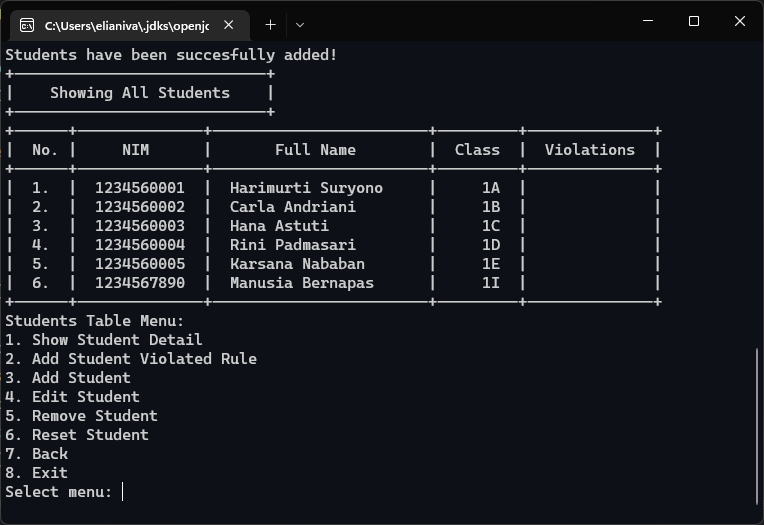 C:\Users\elianiva\.jdks\openjc
Students have been succesfully added!
Showing All Students
No. | NIM | Full Name | Class | Violations
1. | 1234560001 | Harimurti Suryono | 1A
2. | 1234560002 | Carla Andriani | 1B
3. | 1234560003 | Hana Astuti | 1C
4. | 1234560004 | Rini Padmasari | 1D
5. | 1234560005 | Karsana Nababan | 1E
6. | 1234567890 | Manusia Bernapas | 1I
Students Table Menu:
1. Show Student Detail
2. Add Student Violated Rule
3. Add Student
4. Edit Student
5. Remove Student
6. Reset Student
7. Back
8. Exit
Select menu: